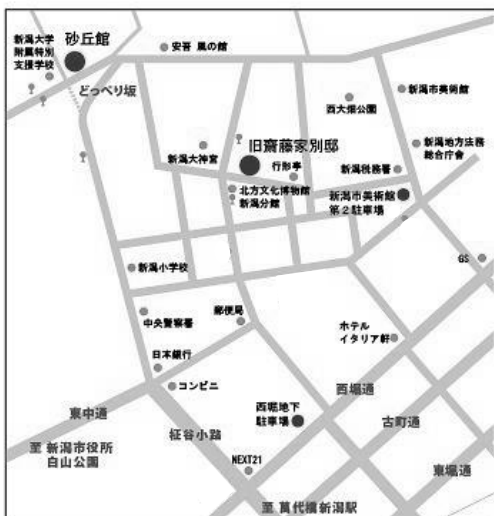 砂丘館
新潟大学
附属特別
支援学校
安吾 風の館
どっぺり坂
西大畑公園
新潟市美術館
新潟大神宮
旧齋藤家別邸
行形亭
新潟地方法務
総合庁舎
新潟税務署
北方文化博物館
新潟分館
新潟市美術館
第２駐車場
新潟小学校
GS
中央警察署
郵便局
ホテル
イタリア軒
日本銀行
コンビニ
西堀通
東中通
西堀地下
駐車場
古町通
柾谷小路
至 新潟市役所
白山公園
NEXT21
東堀通
至 萬代橋新潟駅